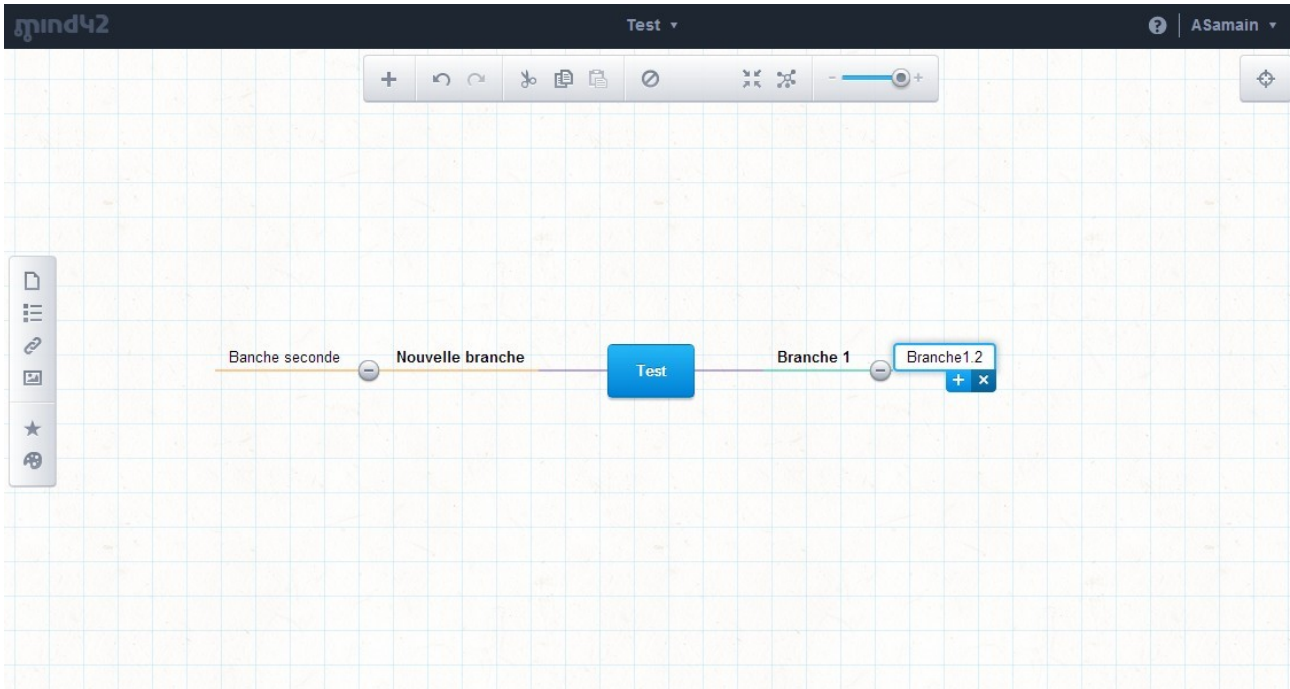 mind42
Test
ASamain
Banche seconde
Nouvelle branche
Test
Branche 1
Branche1.2